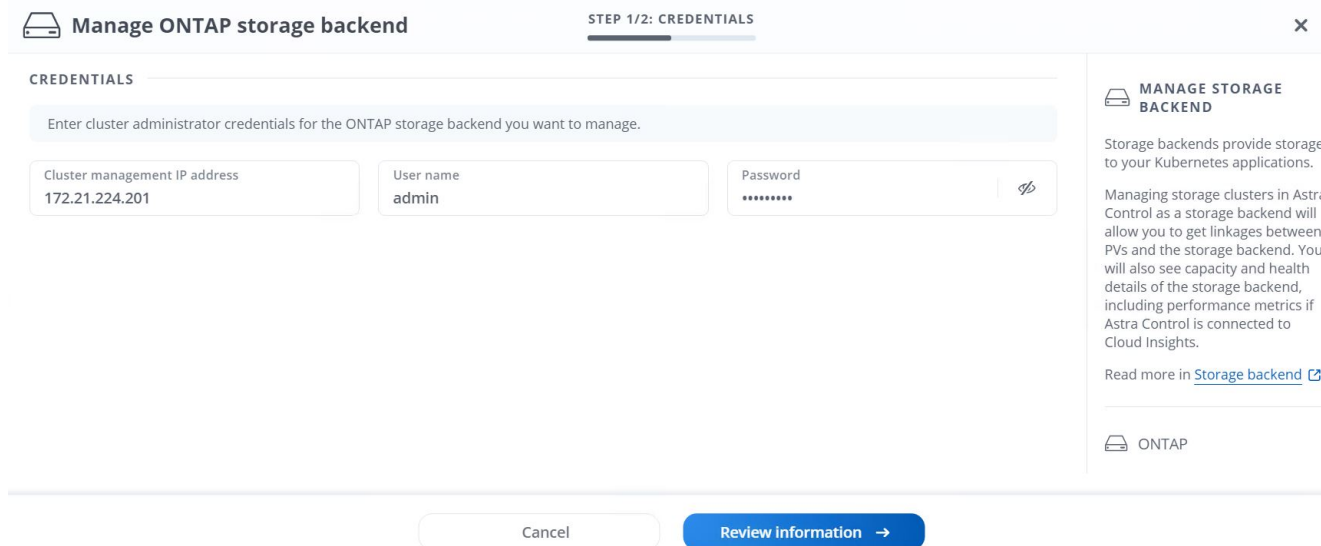 Manage ONTAP storage backend
STEP 1/2: CREDENTIALS
CREDENTIALS
Enter cluster administrator credentials for the ONTAP storage backend you want to manage.
Cluster management IP address
172.21.224.201
User name
admin
Password
•••••••••
MANAGE STORAGE
BACKEND
Storage backends provide storage
to your Kubernetes applications.
Managing storage clusters in Astra
Control as a storage backend will
allow you to get linkages between
PVs and the storage backend. You
will also see capacity and health
details of the storage backend,
including performance metrics if
Astra Control is connected to
Cloud Insights.
Read more in Storage backend
ONTAP
Cancel
Review information →